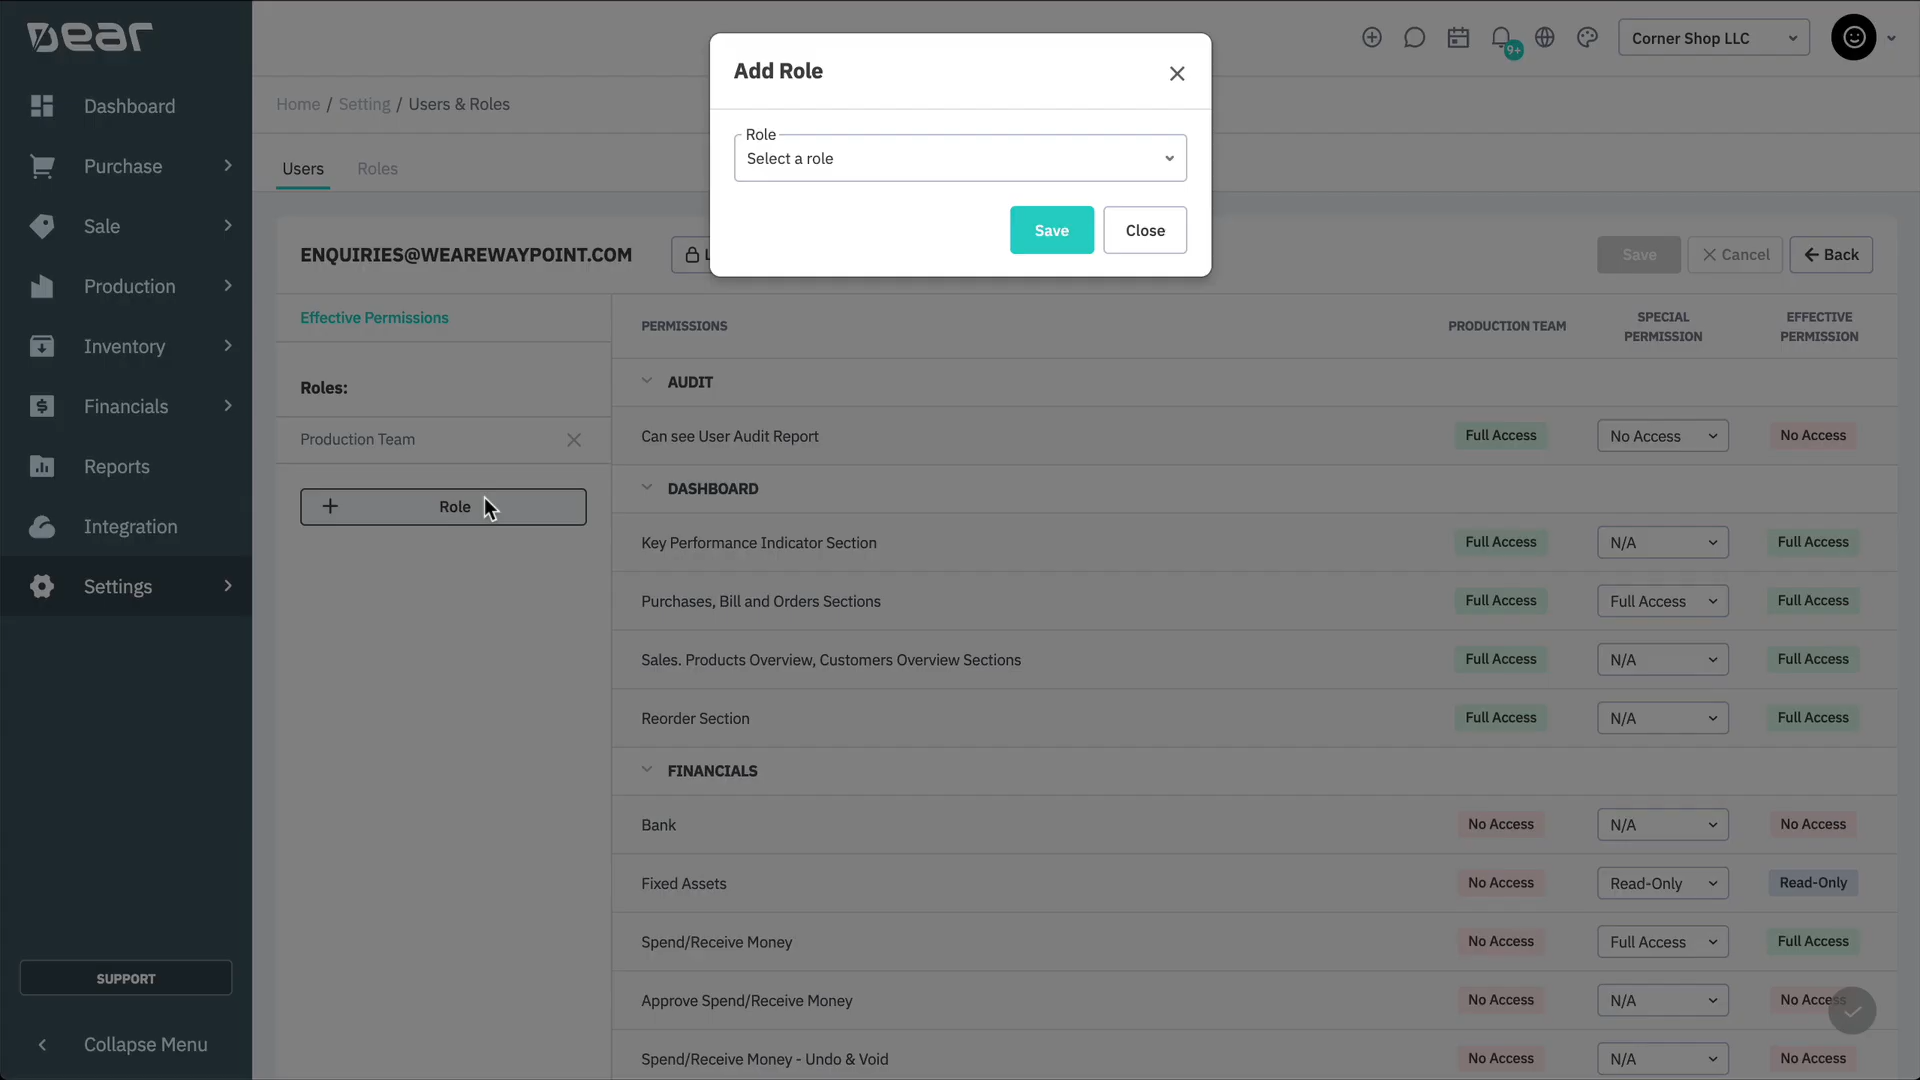 Dear
Dashboard
Purchase
Sale
Production
Inventory
Financials
Reports
Integration
Settings
SUPPORT
Collapse Menu
9+
Corner Shop LLC
Home / Setting / Users & Roles
Users
Roles
Add Role
Role
Select a role
Save
Close
ENQUIRIES@WEAREWAYPOINT.COM
Save
Cancel
Back
Effective Permissions
Roles:
Production Team
Role
PERMISSIONS
PRODUCTION TEAM
SPECIAL
PERMISSION
EFFECTIVE
PERMISSION
AUDIT
Can see User Audit Report
Full Access
No Access
No Access
DASHBOARD
Key Performance Indicator Section
Full Access
N/A
Full Access
Purchases, Bill and Orders Sections
Full Access
Full Access
Full Access
Sales. Products Overview, Customers Overview Sections
Full Access
N/A
Full Access
Reorder Section
Full Access
N/A
Full Access
FINANCIALS
Bank
No Access
N/A
No Access
Fixed Assets
No Access
Read-Only
Read-Only
Spend/Receive Money
No Access
Full Access
Full Access
Approve Spend/Receive Money
No Access
N/A
No Access
Spend/Receive Money - Undo & Void
No Access
N/A
No Access